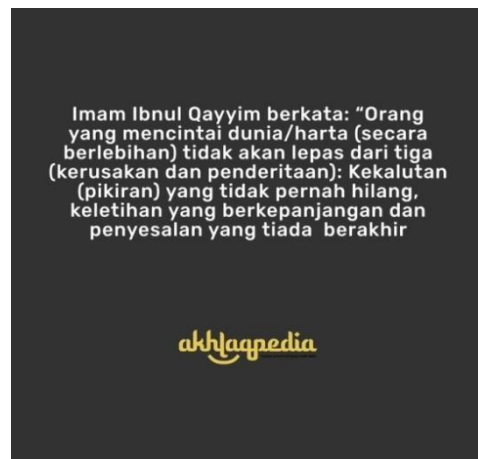 Imam Ibnul Qayyim berkata: “Orang
yang mencintai dunia/harta (secara
berlebihan) tidak akan lepas dari tiga
(kerusakan dan penderitaan): Kekalutan
(pikiran) yang tidak pernah hilang,
keletihan yang berkepanjangan dan
penyesalan yang tiada berakhir
akhlaqpedia